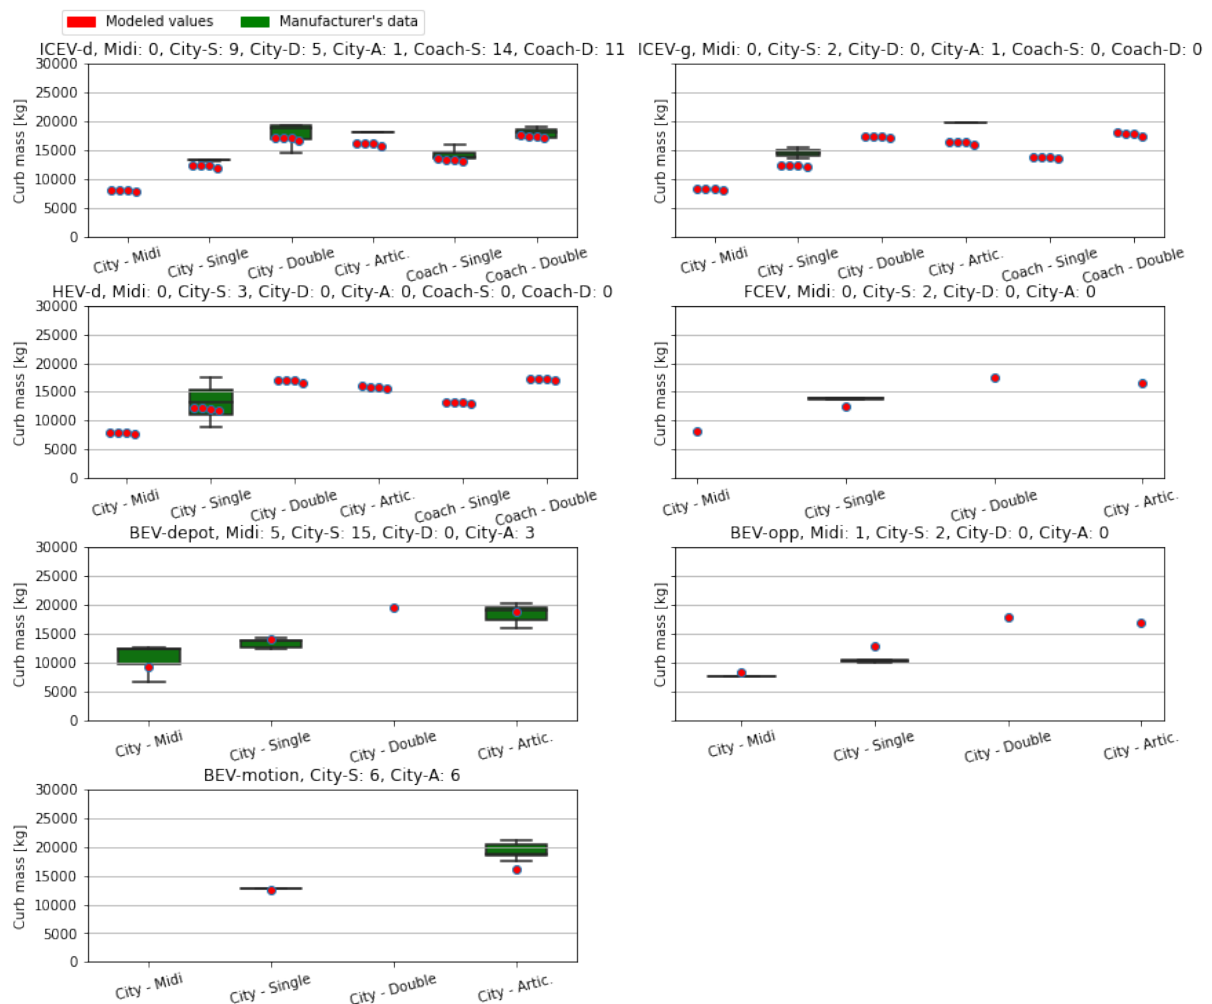 Modeled values
Manufacturer's data
ICEV-d, Midi: 0, City-S: 9, City-D: 5, City-A: 1, Coach-S: 14, Coach-D: 11
Curb mass [kg]
30000
25000
20000
15000
10000
5000
0
City - Midi
City - Single
City - Double
City - Artic.
Coach - Single
Coach - Double
ICEV-g, Midi: 0, City-S: 2, City-D: 0, City-A: 1, Coach-S: 0, Coach-D: 0
Curb mass [kg]
City - Midi
City - Single
City - Double
City - Artic.
Coach - Single
Coach - Double
HEV-d, Midi: 0, City-S: 3, City-D: 0, City-A: 0, Coach-S: 0, Coach-D: 0
Curb mass [kg]
30000
25000
20000
15000
10000
5000
0
City - Midi
City - Single
City - Double
City - Artic.
Coach - Single
Coach - Double
FCEV, Midi: 0, City-S: 2, City-D: 0, City-A: 0
Curb mass [kg]
City - Midi
City - Single
City - Double
City - Artic.
BEV-depot, Midi: 5, City-S: 15, City-D: 0, City-A: 3
Curb mass [kg]
30000
25000
20000
15000
10000
5000
0
City - Midi
City - Single
City - Double
City - Artic.
BEV-opp, Midi: 1, City-S: 2, City-D: 0, City-A: 0
Curb mass [kg]
City - Midi
City - Single
City - Double
City - Artic.
BEV-motion, City-S: 6, City-A: 6
Curb mass [kg]
30000
25000
20000
15000
10000
5000
0
City - Midi
City - Single
City - Double
City - Artic.